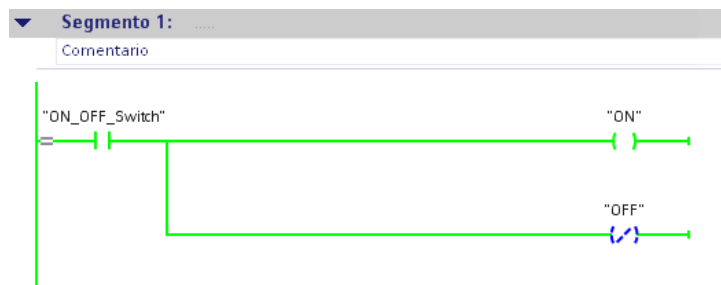 Segmento 1: .....
Comentario
"ON_OFF_Switch" "ON"
"OFF"